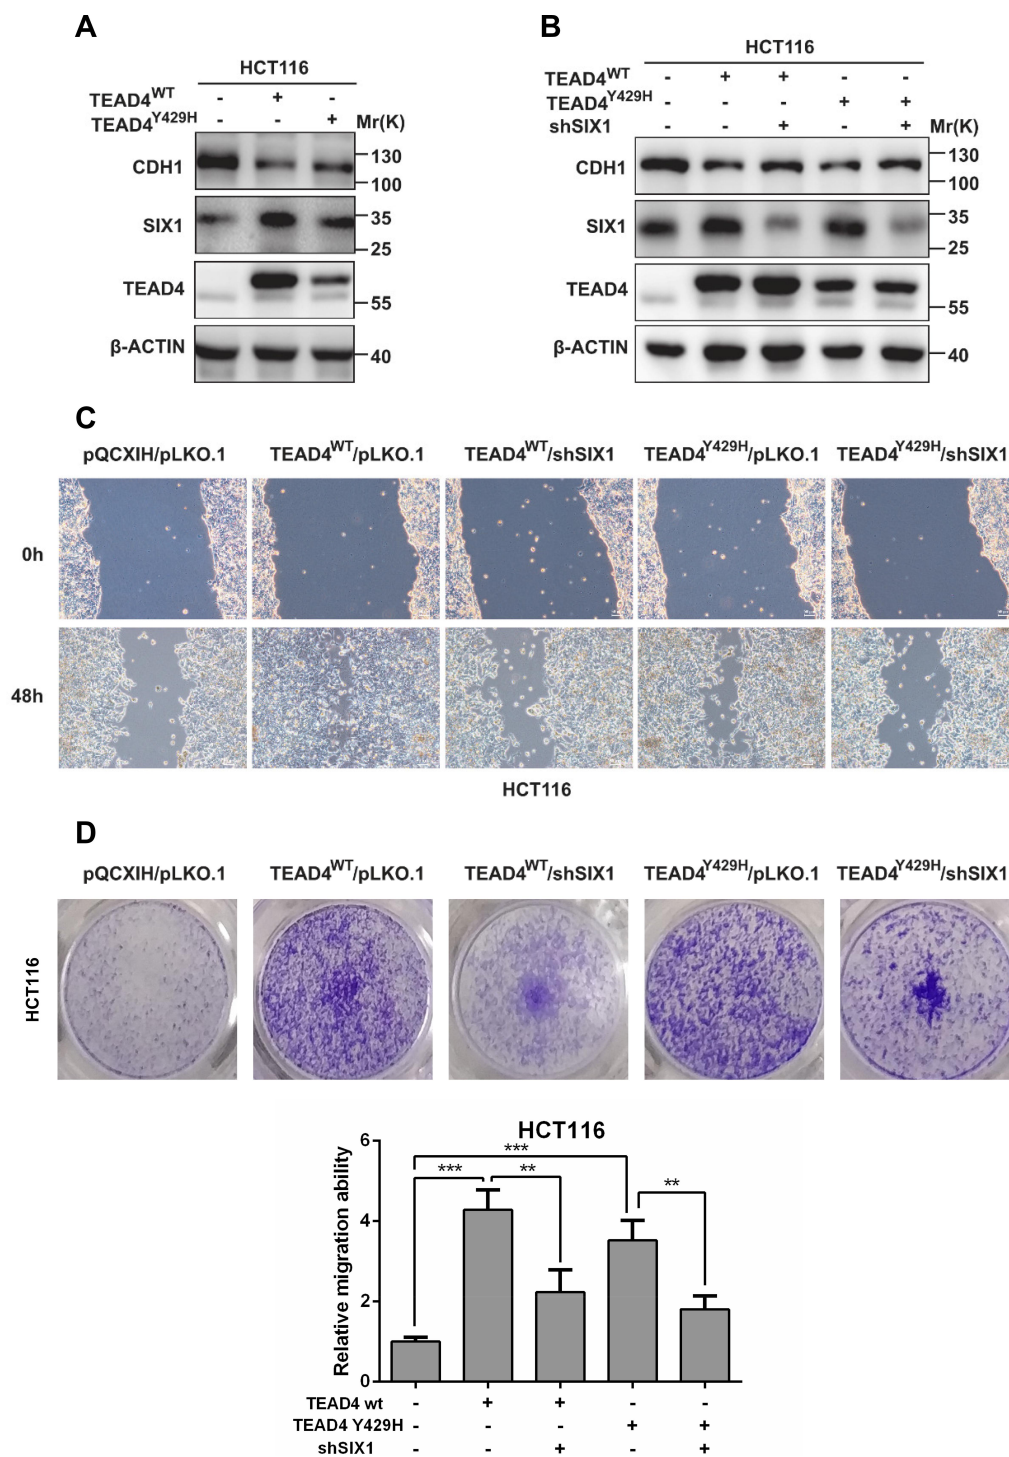 A
HCT116
TEAD4WT - + -
TEAD4Y429H - - + Mr(K)
CDH1 130
100
SIX1 35
25
TEAD4 55
β-ACTIN 40
B
HCT116
TEAD4WT - + + - -
TEAD4Y429H - - - + +
shSIX1 - - + - + Mr(K)
CDH1 130
100
SIX1 35
25
TEAD4 55
β-ACTIN 40
C
pQCXIH/pLKO.1 TEAD4WT/pLKO.1 TEAD4WT/shSIX1 TEAD4Y429H/pLKO.1 TEAD4Y429H/shSIX1
0h
48h
HCT116
D
pQCXIH/pLKO.1 TEAD4WT/pLKO.1 TEAD4WT/shSIX1 TEAD4Y429H/pLKO.1 TEAD4Y429H/shSIX1
HCT116
HCT116
Relative migration ability
6
4
2
0
***
*** **
**
TEAD4 wt - + + - -
TEAD4 Y429H - - - + +
shSIX1 - - + - +